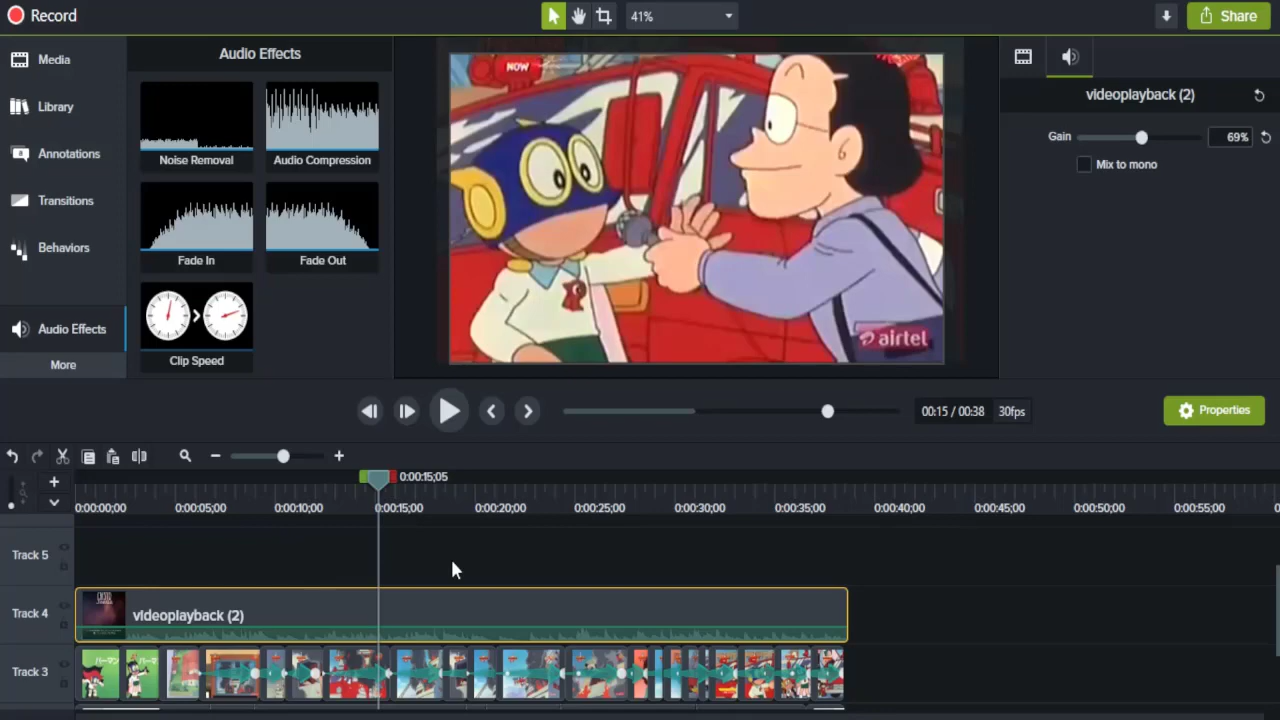 Record
41%
Share
Media
Library
Annotations
Transitions
Behaviors
Audio Effects
More
Audio Effects
Noise Removal
Audio Compression
Fade In
Fade Out
Clip Speed
NOW
airtel
videoplayback (2)
Gain
69%
Mix to mono
00:15 / 00:38
30fps
Properties
0:00:15;05
0:00:00;00
0:00:05;00
0:00:10;00
0:00:15;00
0:00:20;00
0:00:25;00
0:00:30;00
0:00:35;00
0:00:40;00
0:00:45;00
0:00:50;00
0:00:55;00
Track 5
Track 4
videoplayback (2)
Track 3